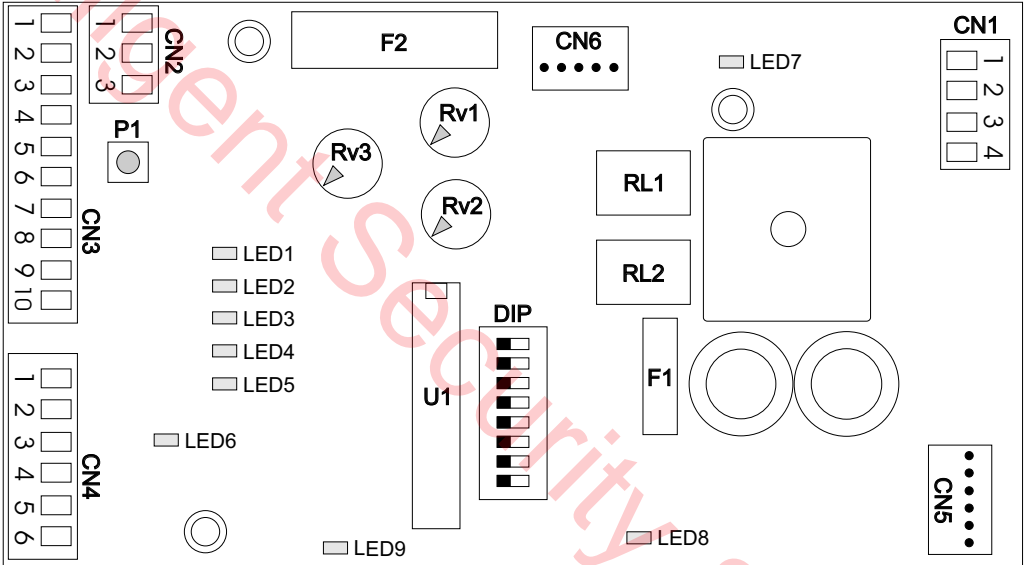 1
2
3
CN2
F2
CN6
LED7
CN1
1
2
3
4
1
2
3
4
5
6
7
8
9
10
CN3
P1
Rv1
Rv3
Rv2
RL1
RL2
LED1
LED2
LED3
LED4
LED5
DIP
U1
F1
1
2
3
4
5
6
CN4
LED6
LED9
LED8
CN5
gent Security